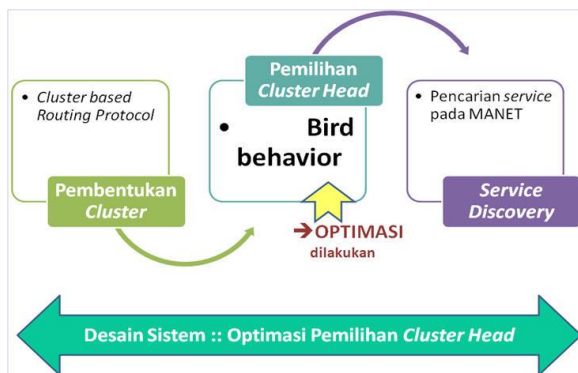 • Cluster based
Routing Protocol
Pembentukan
Cluster
Pemilihan
Cluster Head
• Bird
behavior
➔OPTIMASI
dilakukan
• Pencarian service
pada MANET
Service
Discovery
Desain Sistem :: Optimasi Pemilihan Cluster Head